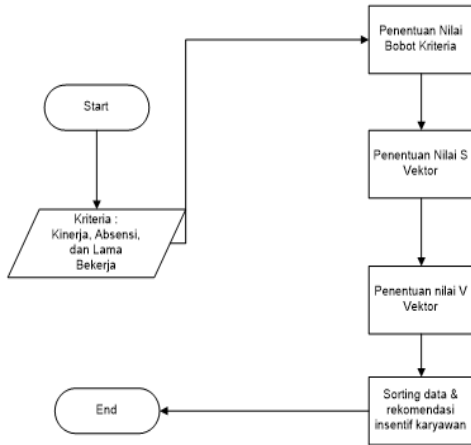 Start
Kriteria :
Kinerja, Absensi,
dan Lama
Bekerja
Penentuan Nilai
Bobot Kriteria
Penentuan Nilai S
Vektor
Penentuan nilai V
Vektor
Sorting data &
rekomendasi
insentif karyawan
End